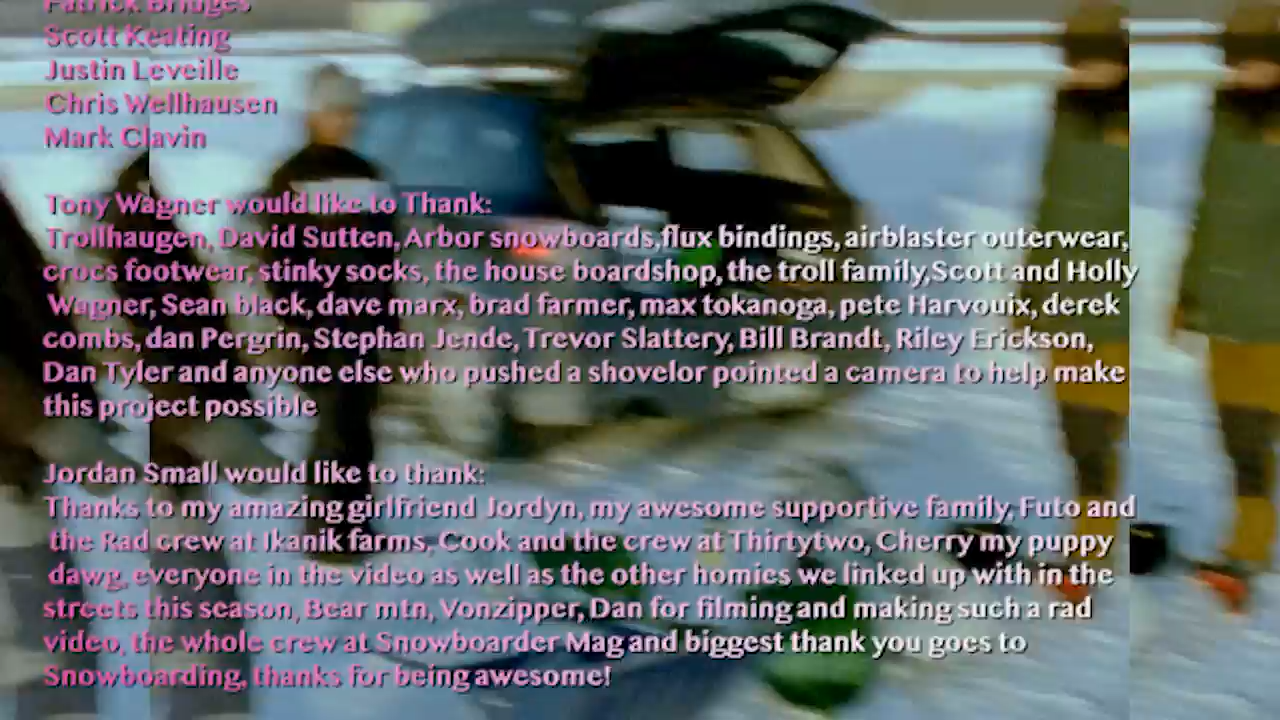 Patrick Bridges
Scott Keating
Justin Leveille
Chris Wellhausen
Mark Clavin
Tony Wagner would like to Thank:
Trollhaugen, David Sutten, Arbor snowboards,flux bindings, airblaster outerwear,
crocs footwear, stinky socks, the house boardshop, the troll family,Scott and Holly
Wagner, Sean black, dave marx, brad farmer, max tokanoga, pete Harvouix, derek
combs, dan Pergrin, Stephan Jende, Trevor Slattery, Bill Brandt, Riley Erickson,
Dan Tyler and anyone else who pushed a shovelor pointed a camera to help make
this project possible
Jordan Small would like to thank:
Thanks to my amazing girlfriend Jordyn, my awesome supportive family, Futo and
the Rad crew at Ikanik farms, Cook and the crew at Thirtytwo, Cherry my puppy
dawg, everyone in the video as well as the other homies we linked up with in the
streets this season, Bear mtn, Vonzipper, Dan for filming and making such a rad
video, the whole crew at Snowboarder Mag and biggest thank you goes to
Snowboarding, thanks for being awesome!